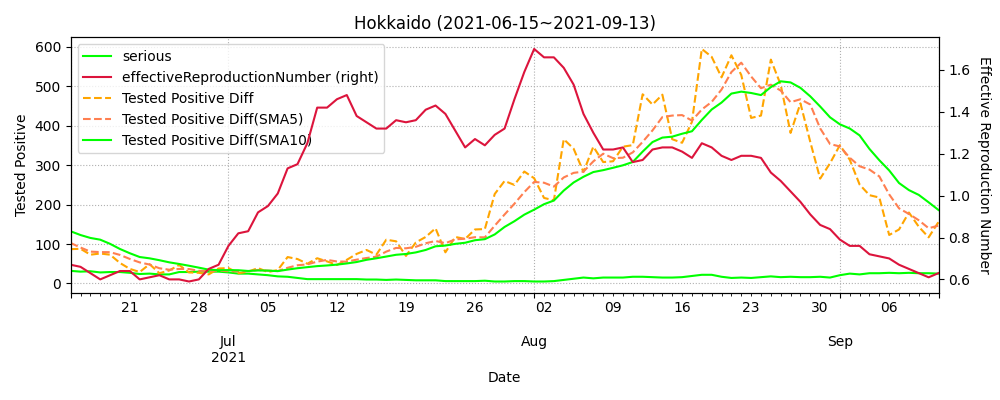 Hokkaido (2021-06-15~2021-09-13)
serious
effectiveReproductionNumber (right)
Tested Positive Diff
Tested Positive Diff(SMA5)
Tested Positive Diff(SMA10)
Tested Positive
600
500
400
300
200
100
0
1.6
1.4
1.2
1.0
0.8
0.6
Effective Reproduction Number
21 28 05 12 19 26 02 09 16 23 30 06
Jul Aug Sep
2021
Date